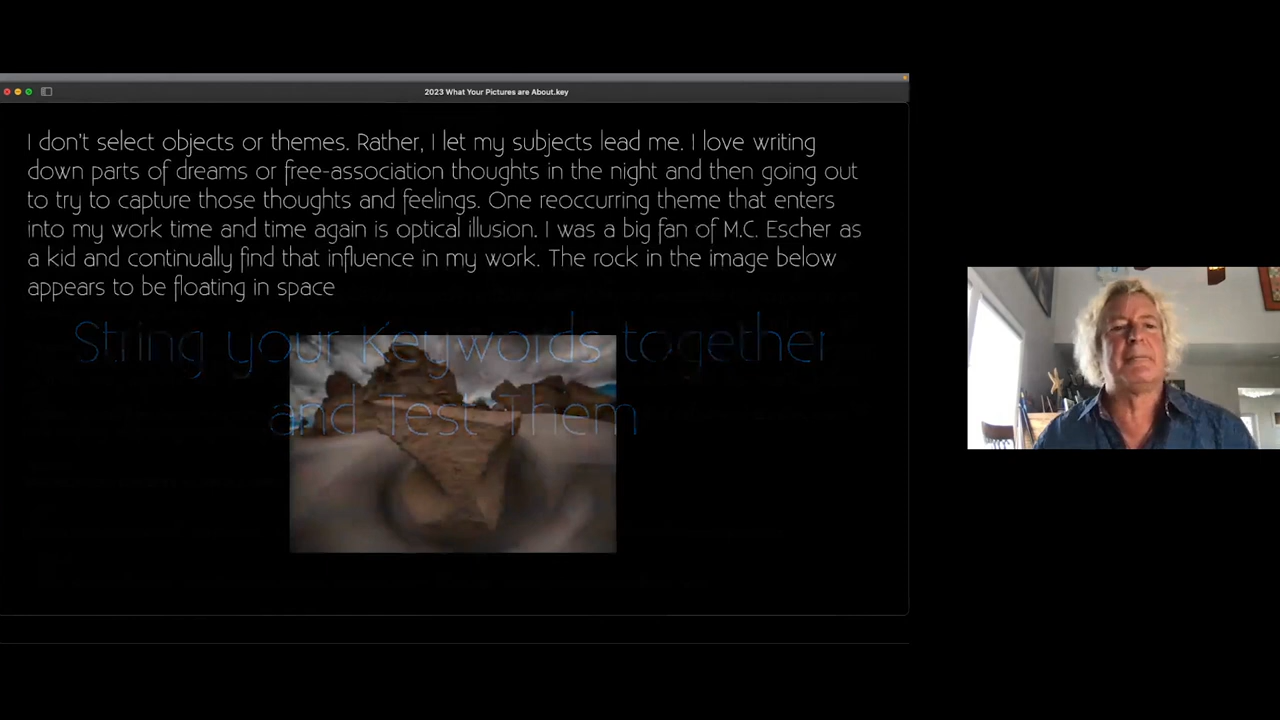 2023 What Your Pictures are About.key
I don't select objects or themes. Rather, I let my subjects lead me. I love writing
down parts of dreams or free-association thoughts in the night and then going out
to try to capture those thoughts and feelings. One reoccurring theme that enters
into my work time and time again is optical illusion. I was a big fan of M.C. Escher as
a kid and continually find that influence in my work. The rock in the image below
appears to be floating in space
String your Keywords together
and Test Them